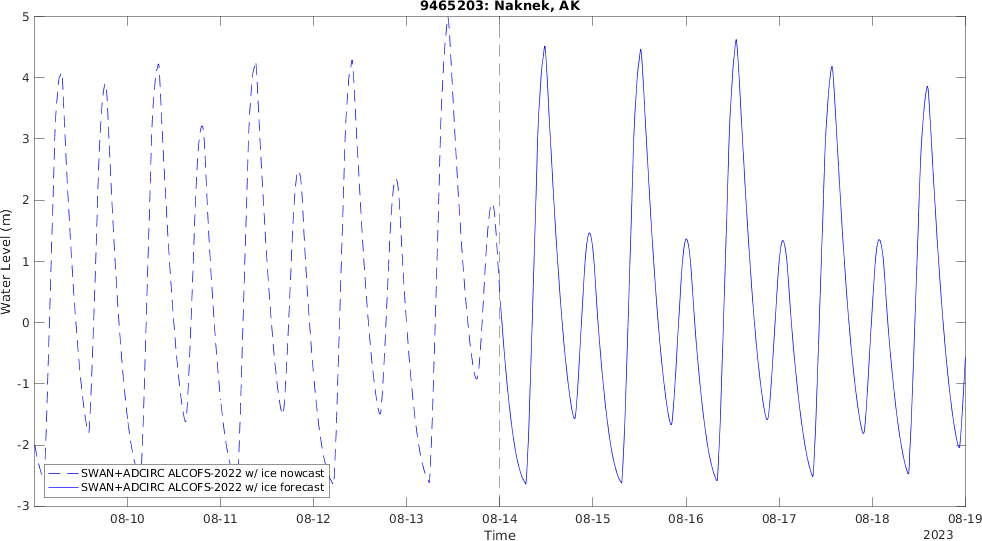 9465203: Naknek, AK
5
4
3
2
1
0
-1
-2
-3
Water Level (m)
SWAN+ADCIRC ALCOFS-2022 w/ ice nowcast
SWAN+ADCIRC ALCOFS-2022 w/ ice forecast
08-10 08-11 08-12 08-13 08-14 08-15 08-16 08-17 08-18 08-19
Time
2023